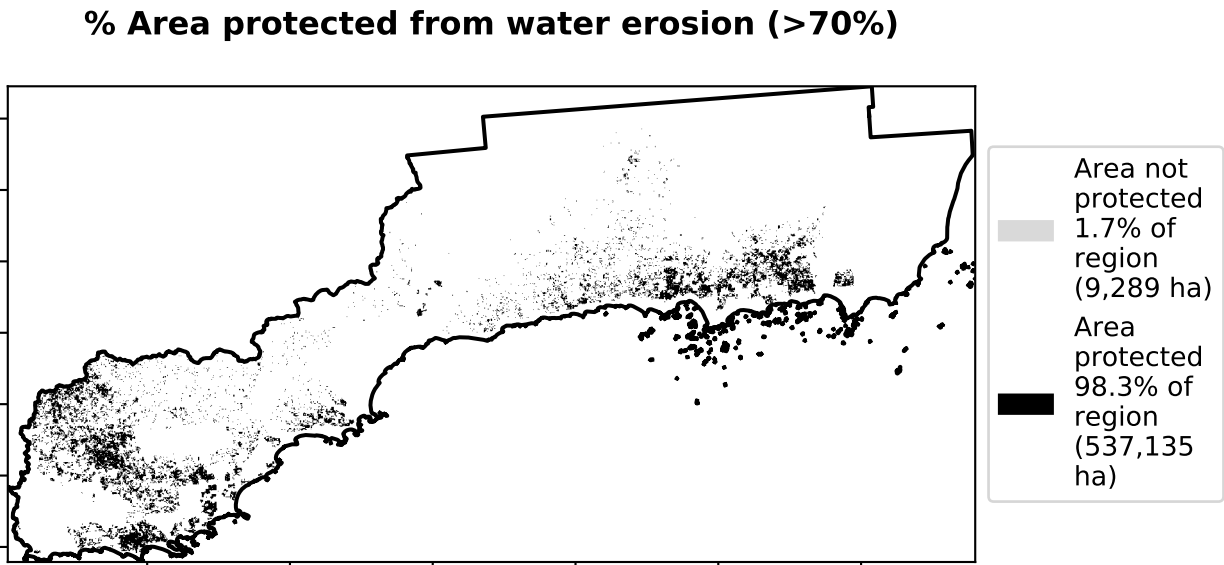 % Area protected from water erosion (>70%)
Area not
protected
1.7% of
region
(9,289 ha)
Area
protected
98.3% of
region
(537,135
ha)